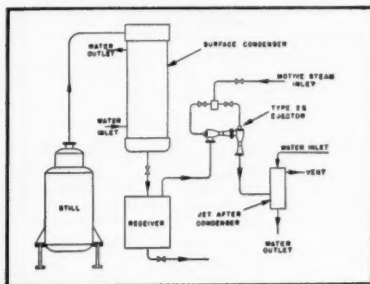 WATER
OUTLET
SURFACE CONDENSER
MOTIVE STEAM
INLET
TYPE 2S
EJECTOR
WATER
INLET
WATER INLET
VENT
STILL
RECEIVER
JET AFTER
CONDENSER
WATER
OUTLET